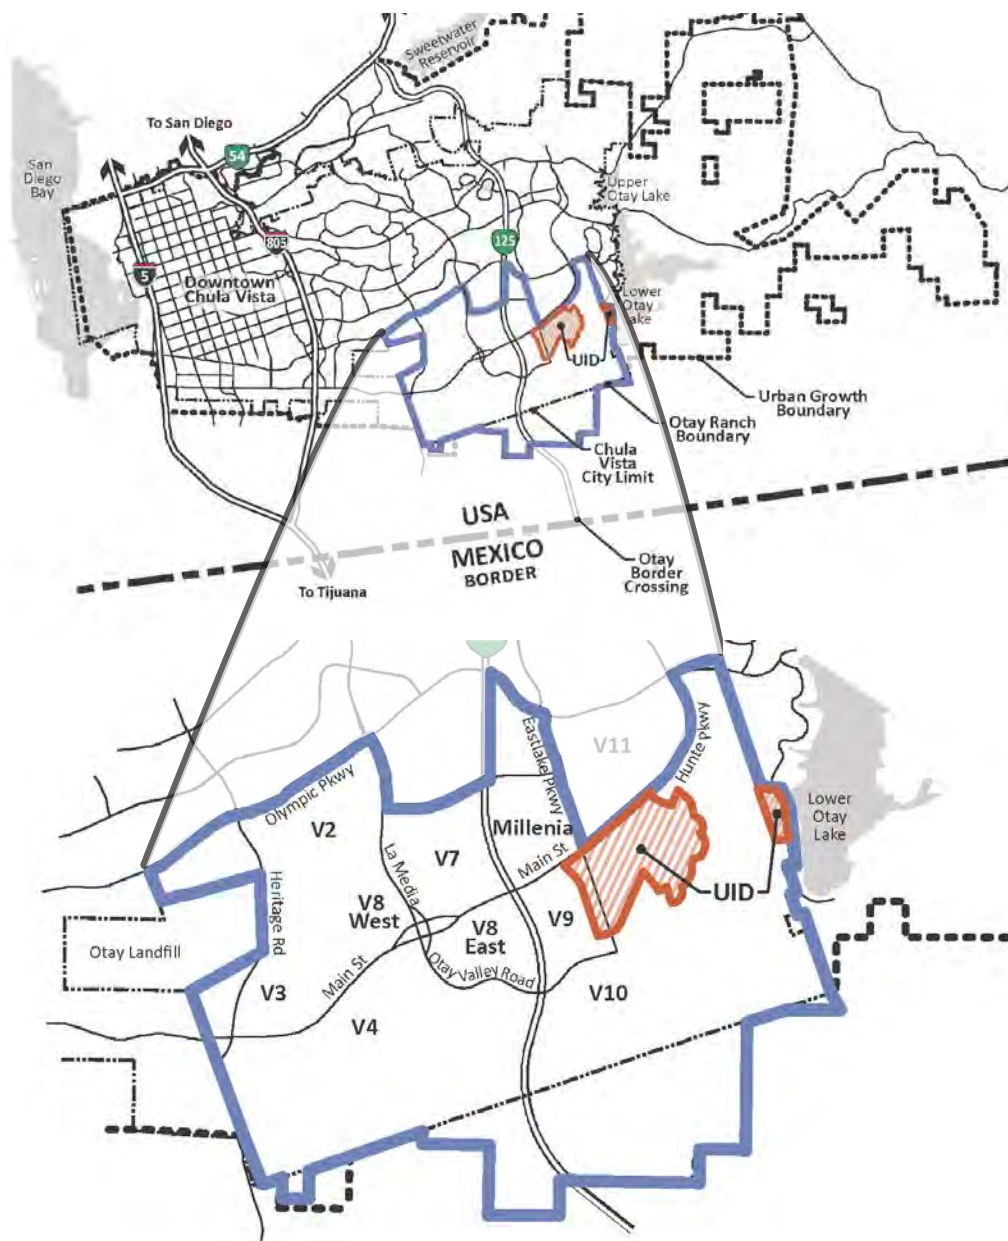 Sweetwater
Reservoir
To San Diego
54
San
Diego
Bay
Upper
Otay Lake
805
125
5
Downtown
Chula Vista
Lower
Otay
Lake
UID
Urban Growth
Boundary
Otay Ranch
Boundary
Chula
Vista
City Limit
USA
MEXICO
BORDER
Otay
Border
Crossing
To Tijuana
V11
Hunte Pkwy
Eastlake Pkwy
Olympic Pkwy
V2
Millenia
Lower
Otay
Lake
V7
Main St
La Media
UID
Heritage Rd
V8
West
V9
V8
East
Otay Landfill
Main St
Otay Valley Road
V3
V10
V4